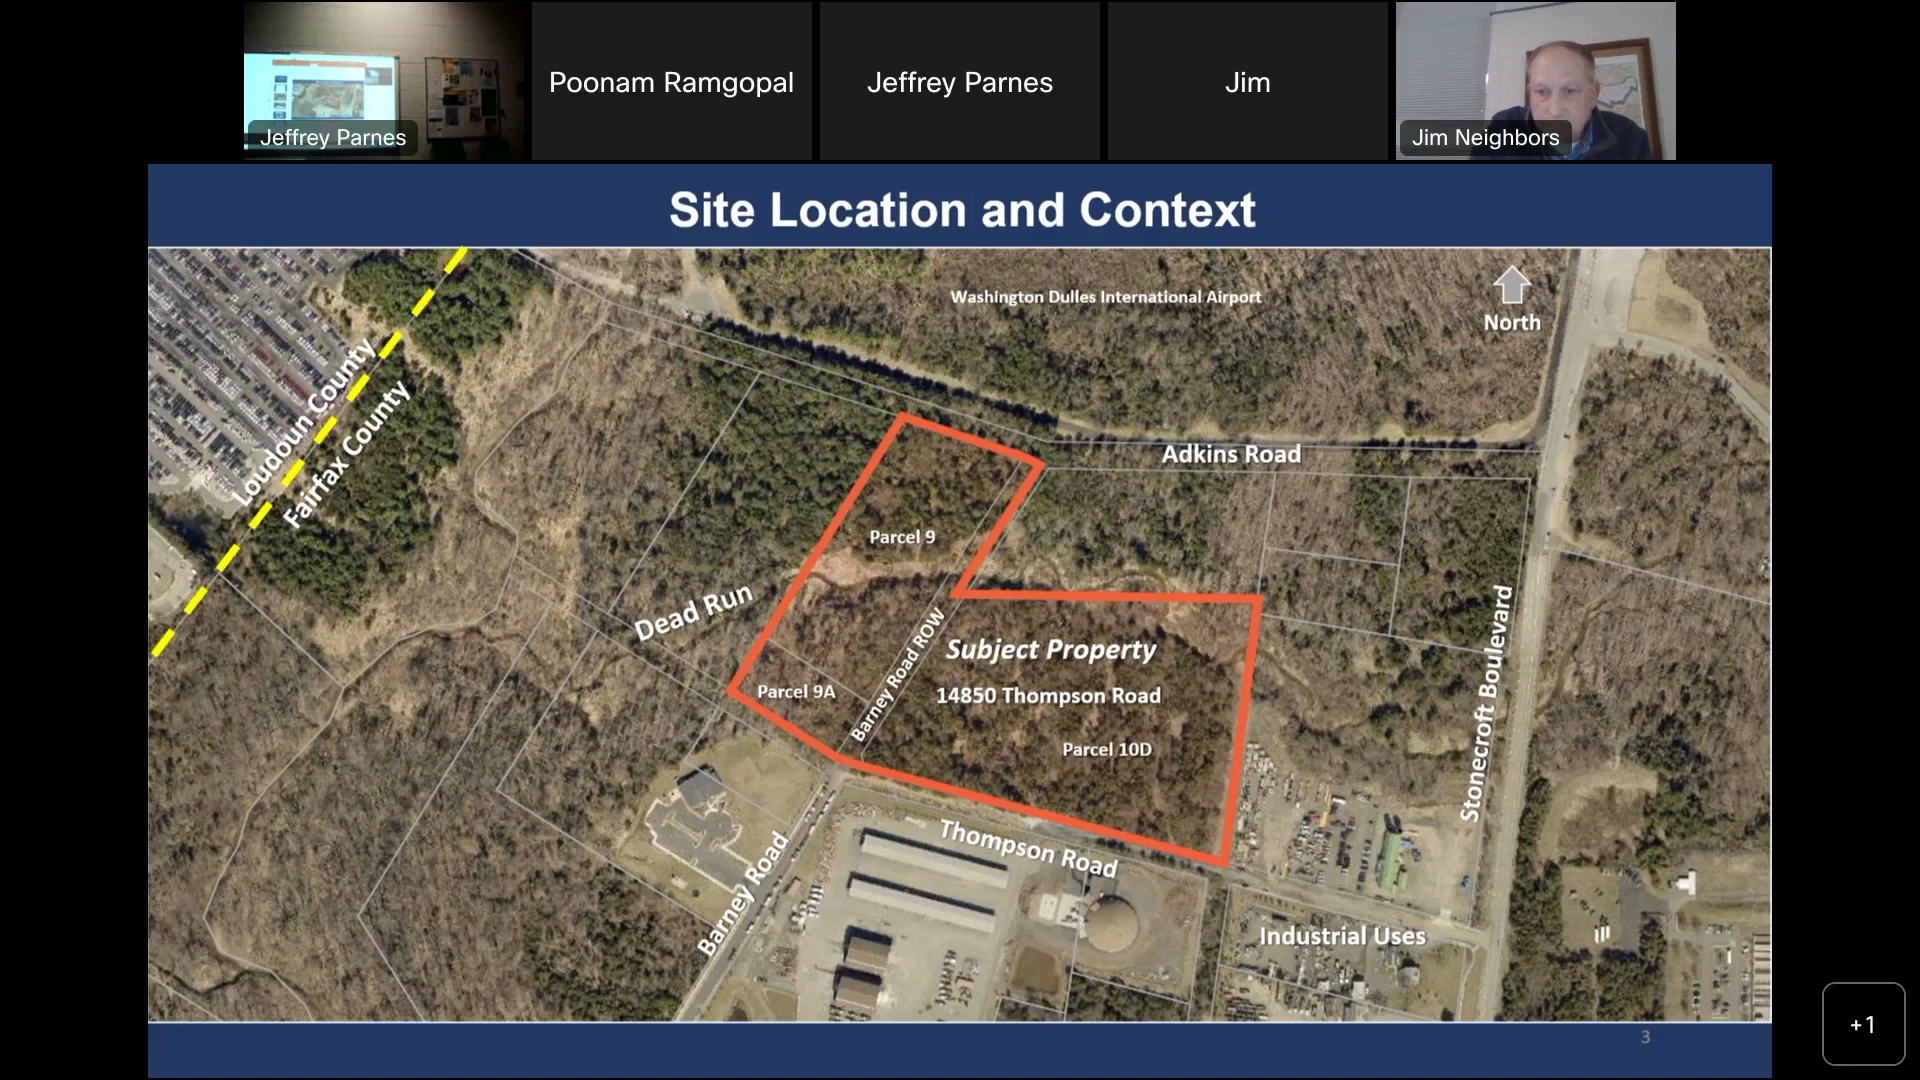 Jeffrey Parnes
Poonam Ramgopal
Jeffrey Parnes
Jim
Jim Neighbors
Site Location and Context
Washington Dulles International Airport
North
Loudoun County
Fairfax County
Adkins Road
Parcel 9
Dead Run
Barney Road ROW
Subject Property
14850 Thompson Road
Parcel 9A
Parcel 10D
Stonecroft Boulevard
Thompson Road
Barney Road
Industrial Uses
3
+1